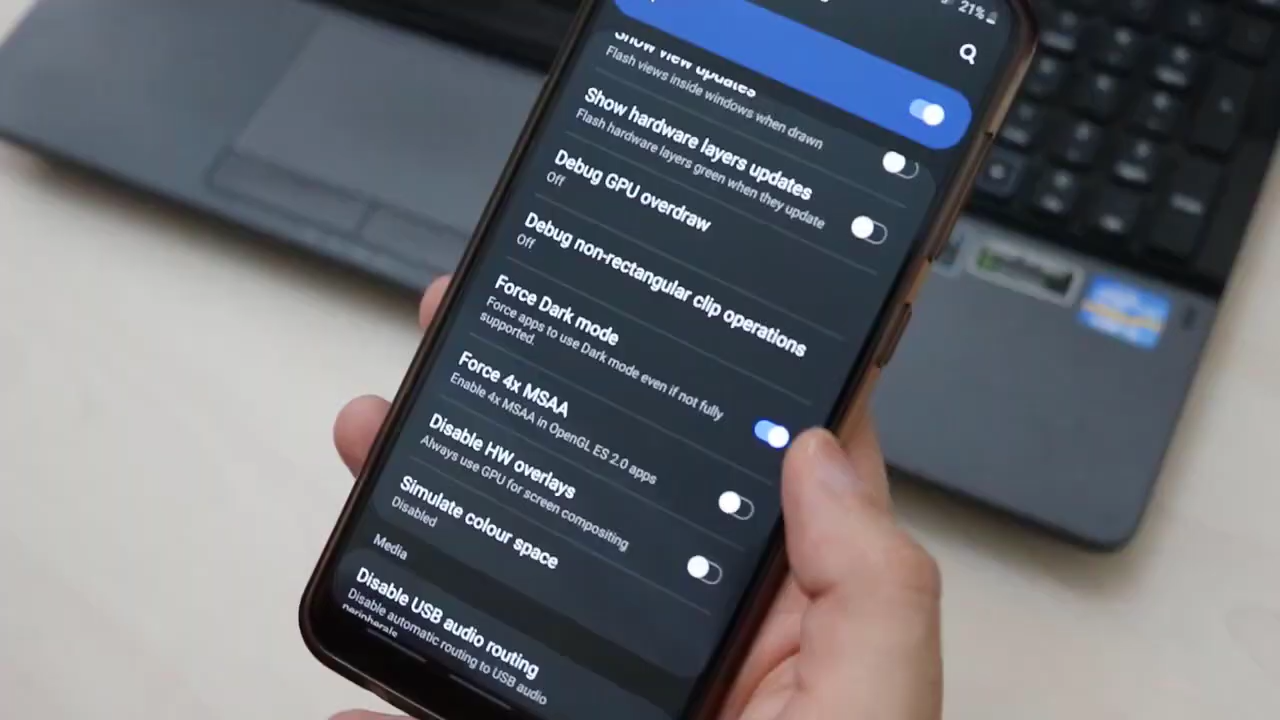 21%
Show view updates
Flash views inside windows when drawn
Show hardware layers updates
Flash hardware layers green when they update
Debug GPU overdraw
Off
Debug non-rectangular clip operations
Off
Force Dark mode
Force apps to use Dark mode even if not fully
supported.
Force 4x MSAA
Enable 4x MSAA in OpenGL ES 2.0 apps
Disable HW overlays
Always use GPU for screen compositing
Simulate colour space
Disabled
Media
Disable USB audio routing
Disable automatic routing to USB audio
peripherals